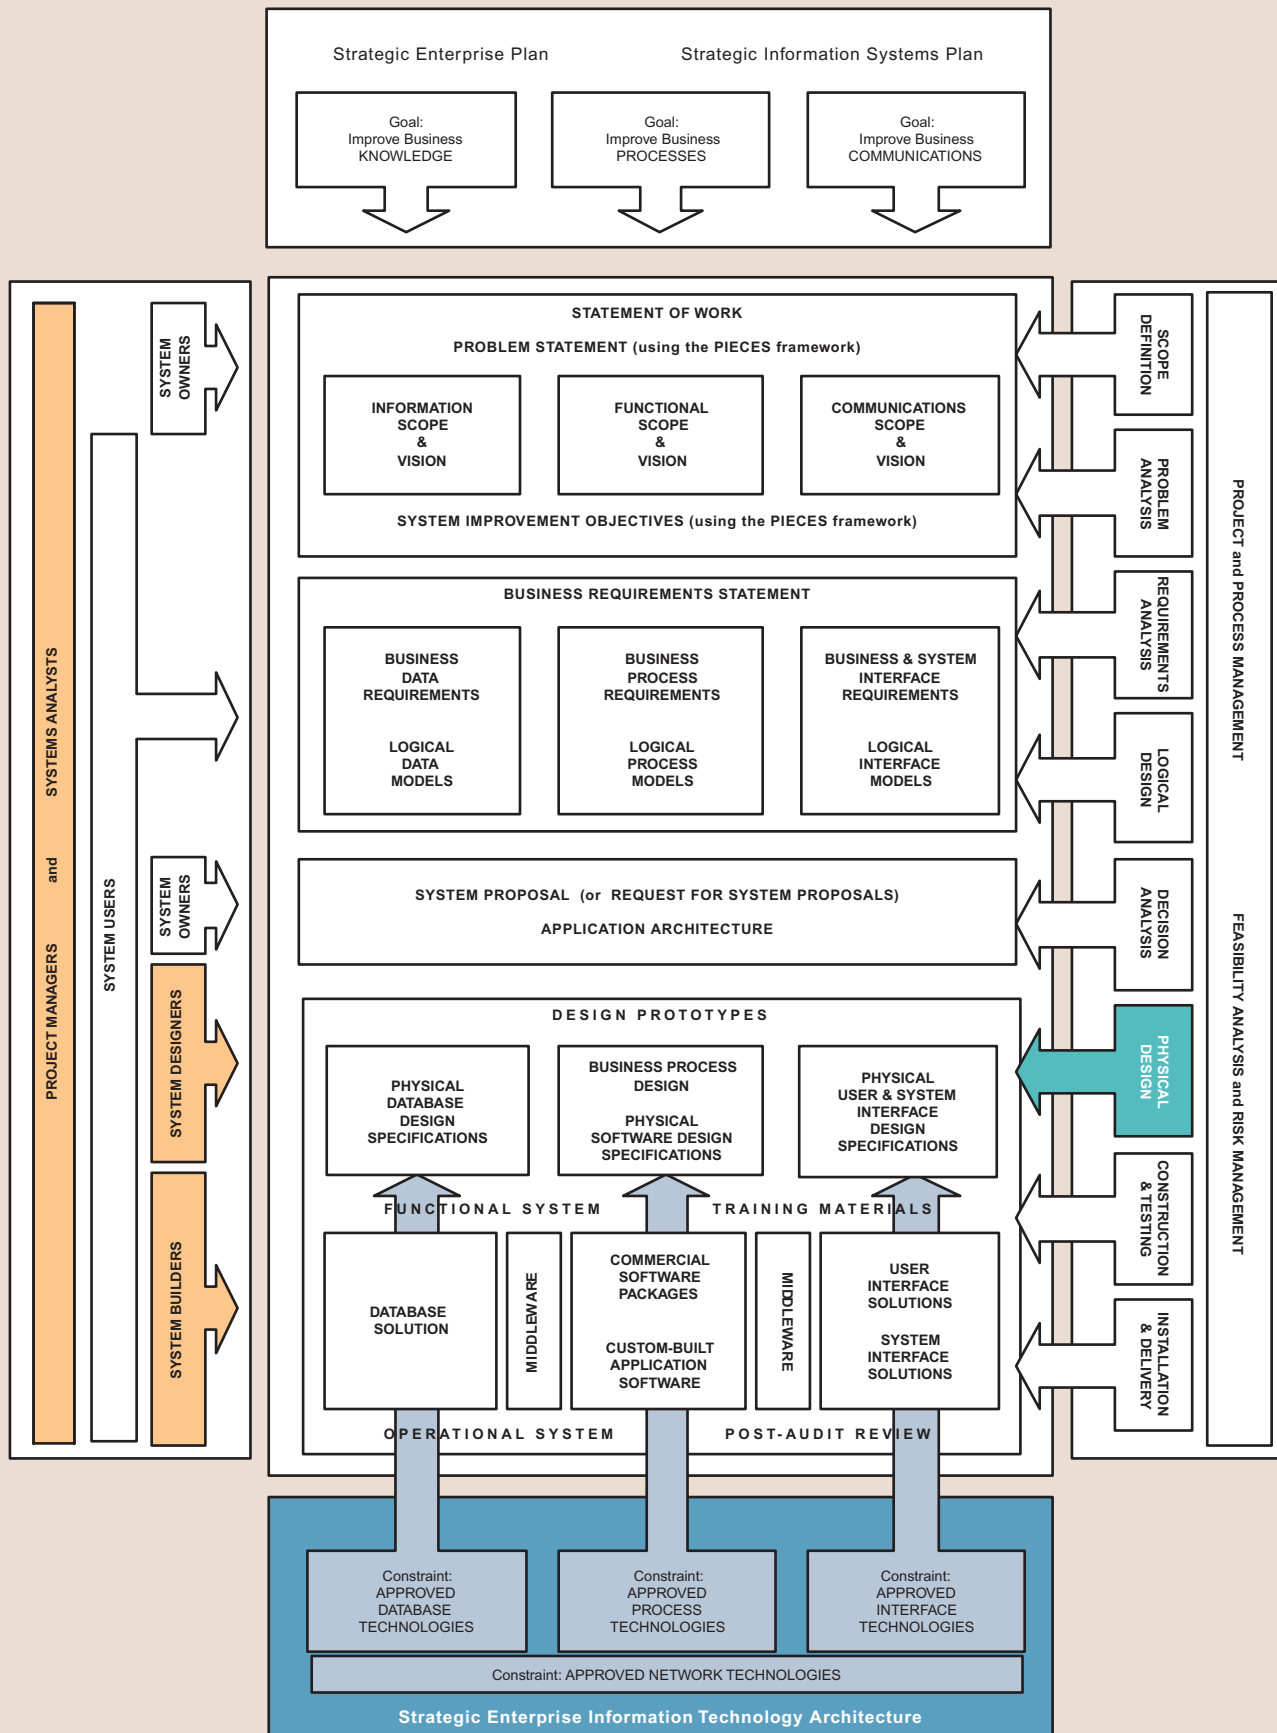 Strategic Enterprise Plan
Strategic Information Systems Plan
Goal:
Improve Business
KNOWLEDGE
Goal:
Improve Business
PROCESSES
Goal:
Improve Business
COMMUNICATIONS
PROJECT MANAGERS and SYSTEMS ANALYSTS
SYSTEM USERS
SYSTEM
OWNERS
SYSTEM
OWNERS
SYSTEM DESIGNERS
SYSTEM BUILDERS
STATEMENT OF WORK
PROBLEM STATEMENT (using the PIECES framework)
INFORMATION
SCOPE
&
VISION
FUNCTIONAL
SCOPE
&
VISION
COMMUNICATIONS
SCOPE
&
VISION
SYSTEM IMPROVEMENT OBJECTIVES (using the PIECES framework)
BUSINESS REQUIREMENTS STATEMENT
BUSINESS
DATA
REQUIREMENTS
LOGICAL
DATA
MODELS
BUSINESS
PROCESS
REQUIREMENTS
LOGICAL
PROCESS
MODELS
BUSINESS & SYSTEM
INTERFACE
REQUIREMENTS
LOGICAL
INTERFACE
MODELS
SYSTEM PROPOSAL (or REQUEST FOR SYSTEM PROPOSALS)
APPLICATION ARCHITECTURE
DESIGN PROTOTYPES
PHYSICAL
DATABASE
DESIGN
SPECIFICATIONS
BUSINESS PROCESS
DESIGN
PHYSICAL
SOFTWARE DESIGN
SPECIFICATIONS
PHYSICAL
USER & SYSTEM
INTERFACE
DESIGN
SPECIFICATIONS
FUNCTIONAL SYSTEM
TRAINING MATERIALS
DATABASE
SOLUTION
MIDDLEWARE
COMMERCIAL
SOFTWARE
PACKAGES
CUSTOM-BUILT
APPLICATION
SOFTWARE
MIDDLEWARE
USER
INTERFACE
SOLUTIONS
SYSTEM
INTERFACE
SOLUTIONS
OPERATIONAL SYSTEM
POST-AUDIT REVIEW
SCOPE
DEFINITION
PROBLEM
ANALYSIS
REQUIREMENTS
ANALYSIS
LOGICAL
DESIGN
DECISION
ANALYSIS
PHYSICAL
DESIGN
CONSTRUCTION
& TESTING
INSTALLATION
& DELIVERY
PROJECT and PROCESS MANAGEMENT
FEASIBILITY ANALYSIS and RISK MANAGEMENT
Constraint:
APPROVED
DATABASE
TECHNOLOGIES
Constraint:
APPROVED
PROCESS
TECHNOLOGIES
Constraint:
APPROVED
INTERFACE
TECHNOLOGIES
Constraint: APPROVED NETWORK TECHNOLOGIES
Strategic Enterprise Information Technology Architecture